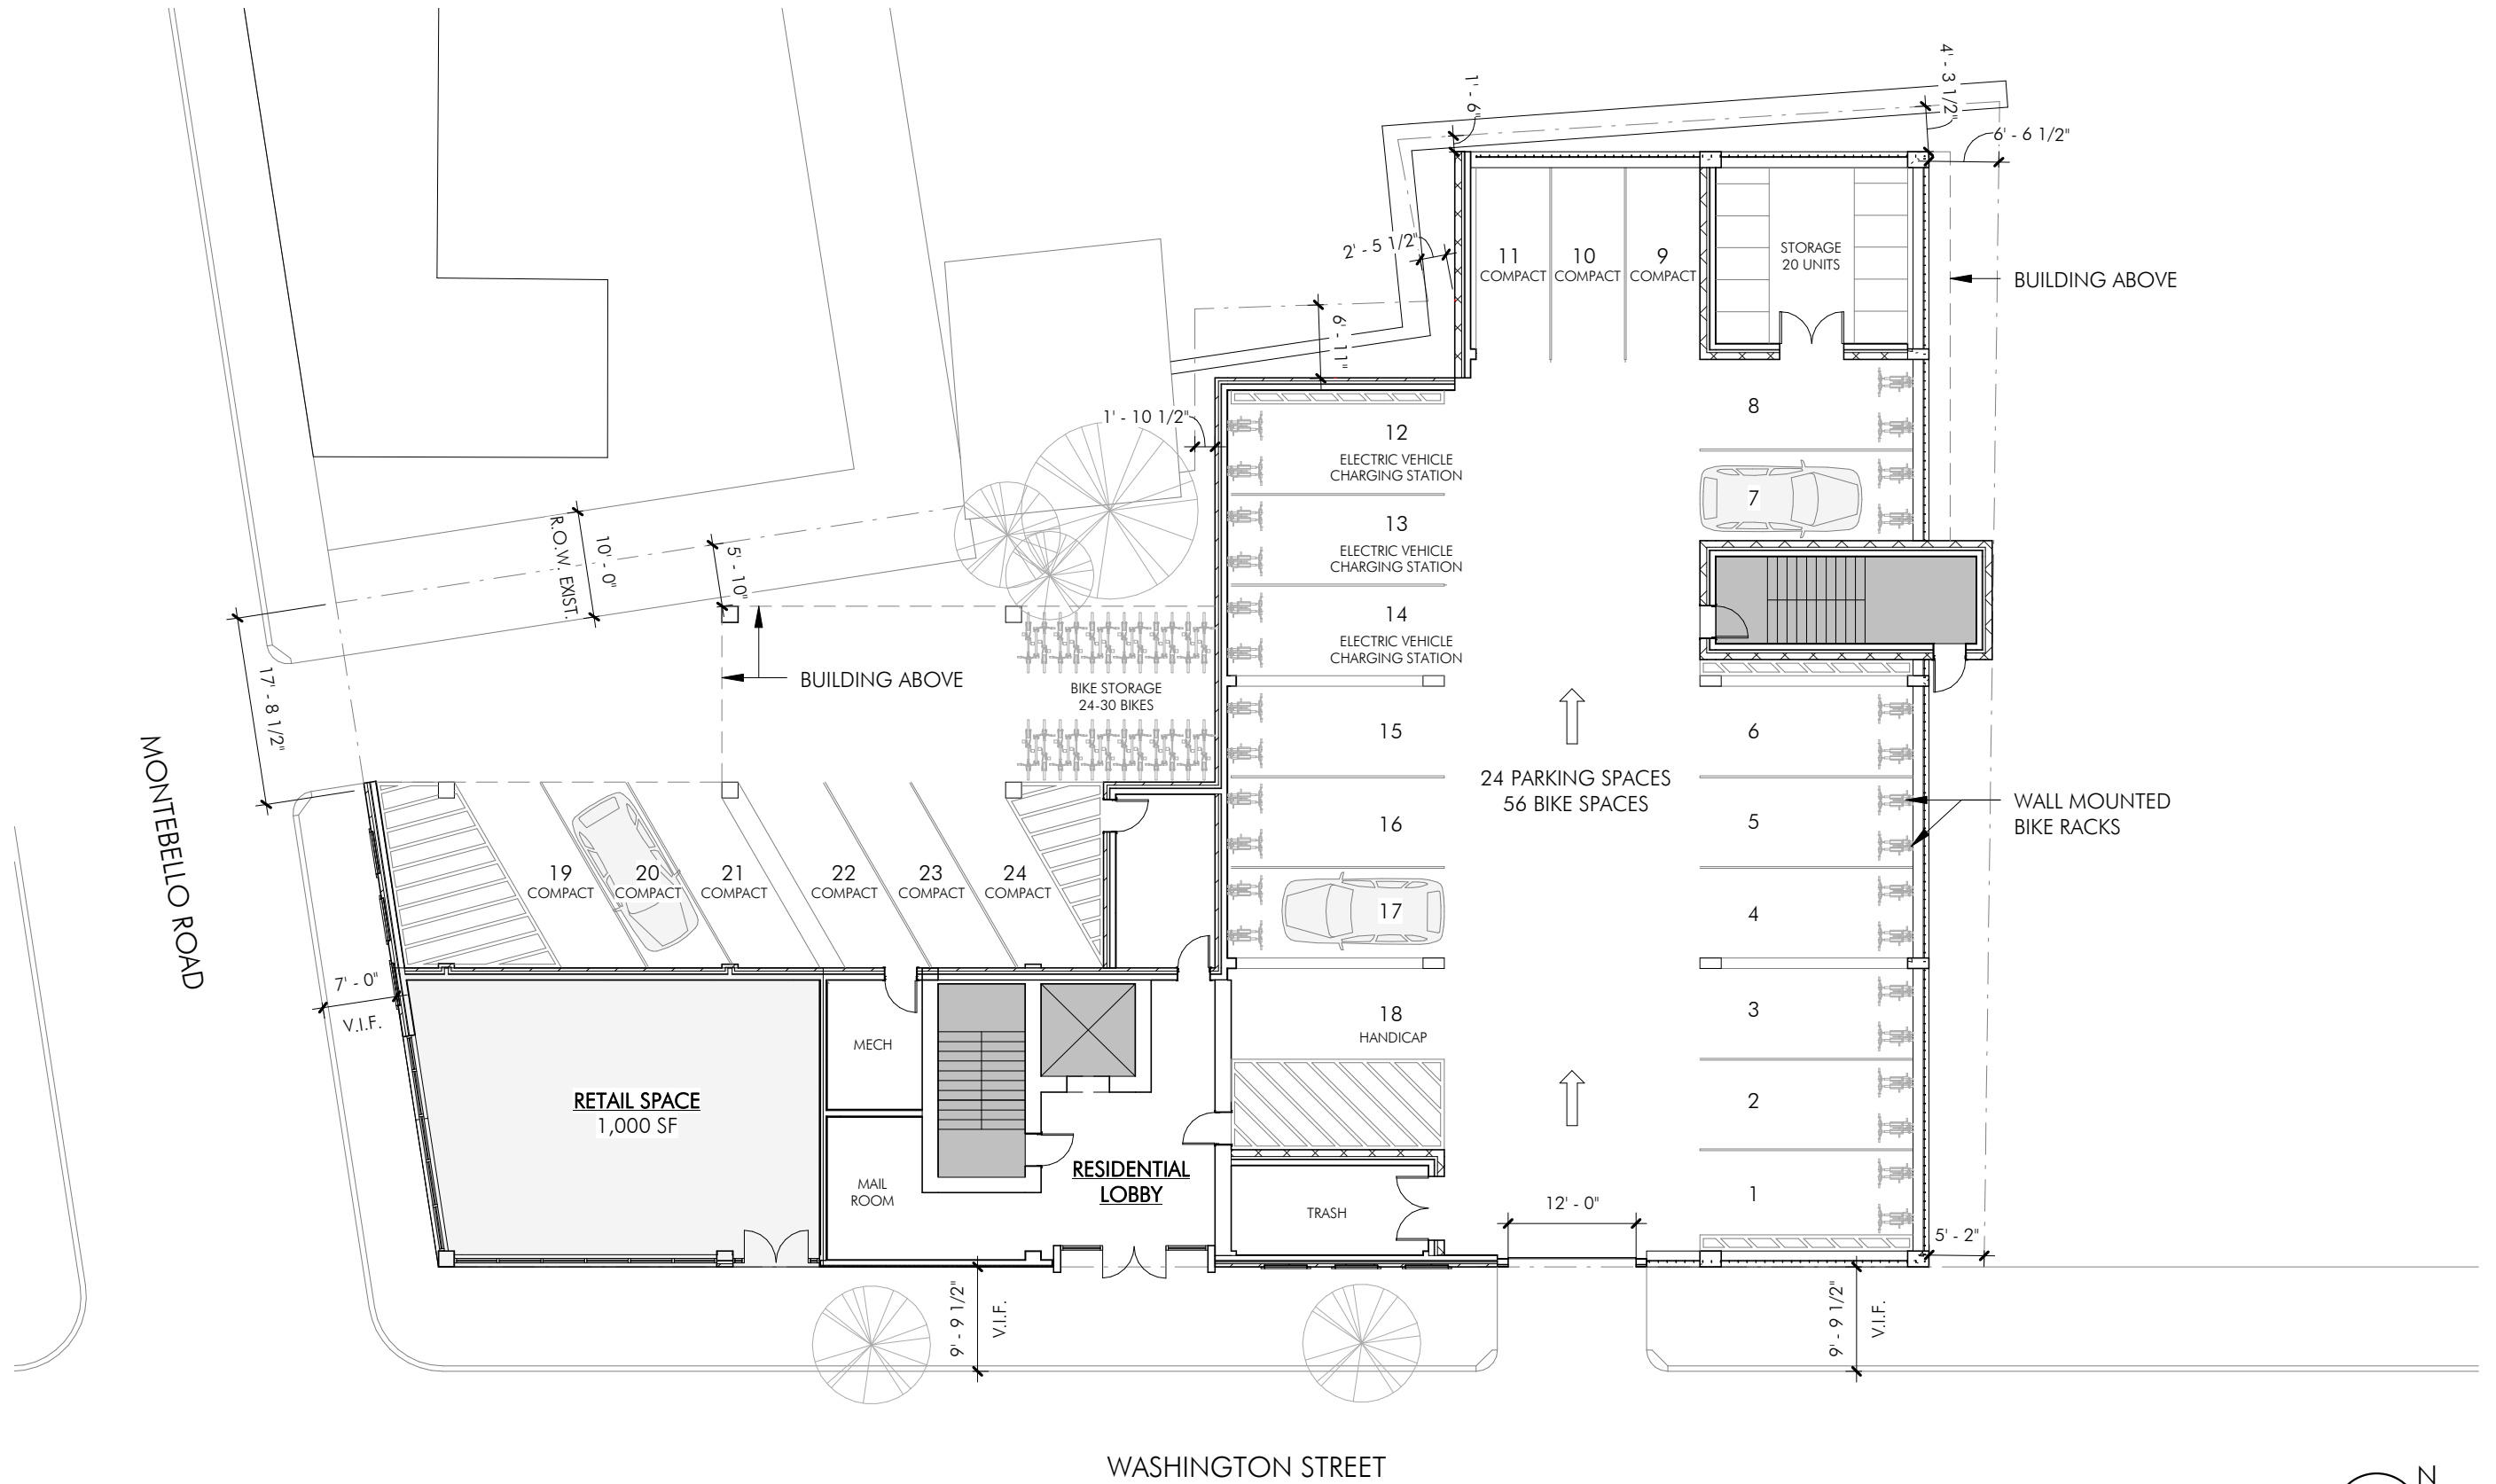 4' - 3 1/2"
1' - 6"
6' - 6 1/2"
2' - 5 1/2"
11
COMPACT
10
COMPACT
9
COMPACT
STORAGE
20 UNITS
BUILDING ABOVE
6' - 11"
1' - 10 1/2"
8
12
ELECTRIC VEHICLE
CHARGING STATION
7
R.O.W. EXIST.
10' - 0"
5' - 10"
13
ELECTRIC VEHICLE
CHARGING STATION
14
ELECTRIC VEHICLE
CHARGING STATION
17' - 8 1/2"
BUILDING ABOVE
BIKE STORAGE
24-30 BIKES
15
6
24 PARKING SPACES
56 BIKE SPACES
WALL MOUNTED
BIKE RACKS
16
5
MONTEBELLO ROAD
19
COMPACT
20
COMPACT
21
COMPACT
22
COMPACT
23
COMPACT
24
COMPACT
17
4
7' - 0"
V.I.F.
18
HANDICAP
3
MECH
RETAIL SPACE
1,000 SF
2
RESIDENTIAL
LOBBY
MAIL
ROOM
TRASH
12' - 0"
1
5' - 2"
9' - 9 1/2"
V.I.F.
9' - 9 1/2"
V.I.F.
WASHINGTON STREET
N